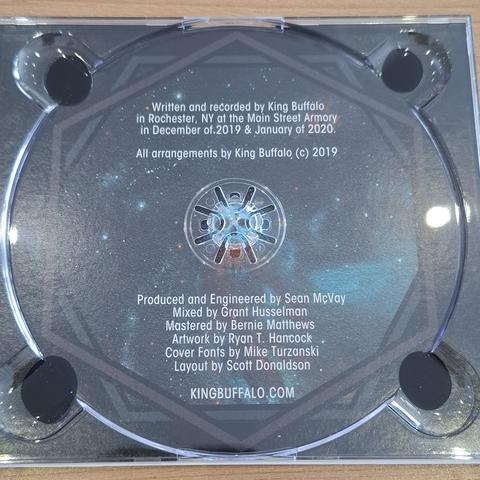 Written and recorded by King Buffalo
in Rochester, NY at the Main Street Armory
in December of 2019 & January of 2020.
All arrangements by King Buffalo (c) 2019
Produced and Engineered by Sean McVay
Mixed by Grant Husselman
Mastered by Bernie Matthews
Artwork by Ryan T. Hancock
Cover Fonts by Mike Turzanski
Layout by Scott Donaldson
KINGBUFFALO.COM